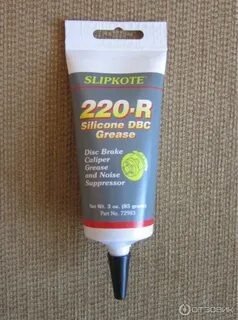 SLIPKOTE
220-R
Silicone DBC
Grease
Disc Brake
Caliper
Grease
and Noise
Suppressor
Net Wt. 3 oz. (85 grams)
Part No. 72983
ОТЗОВИК